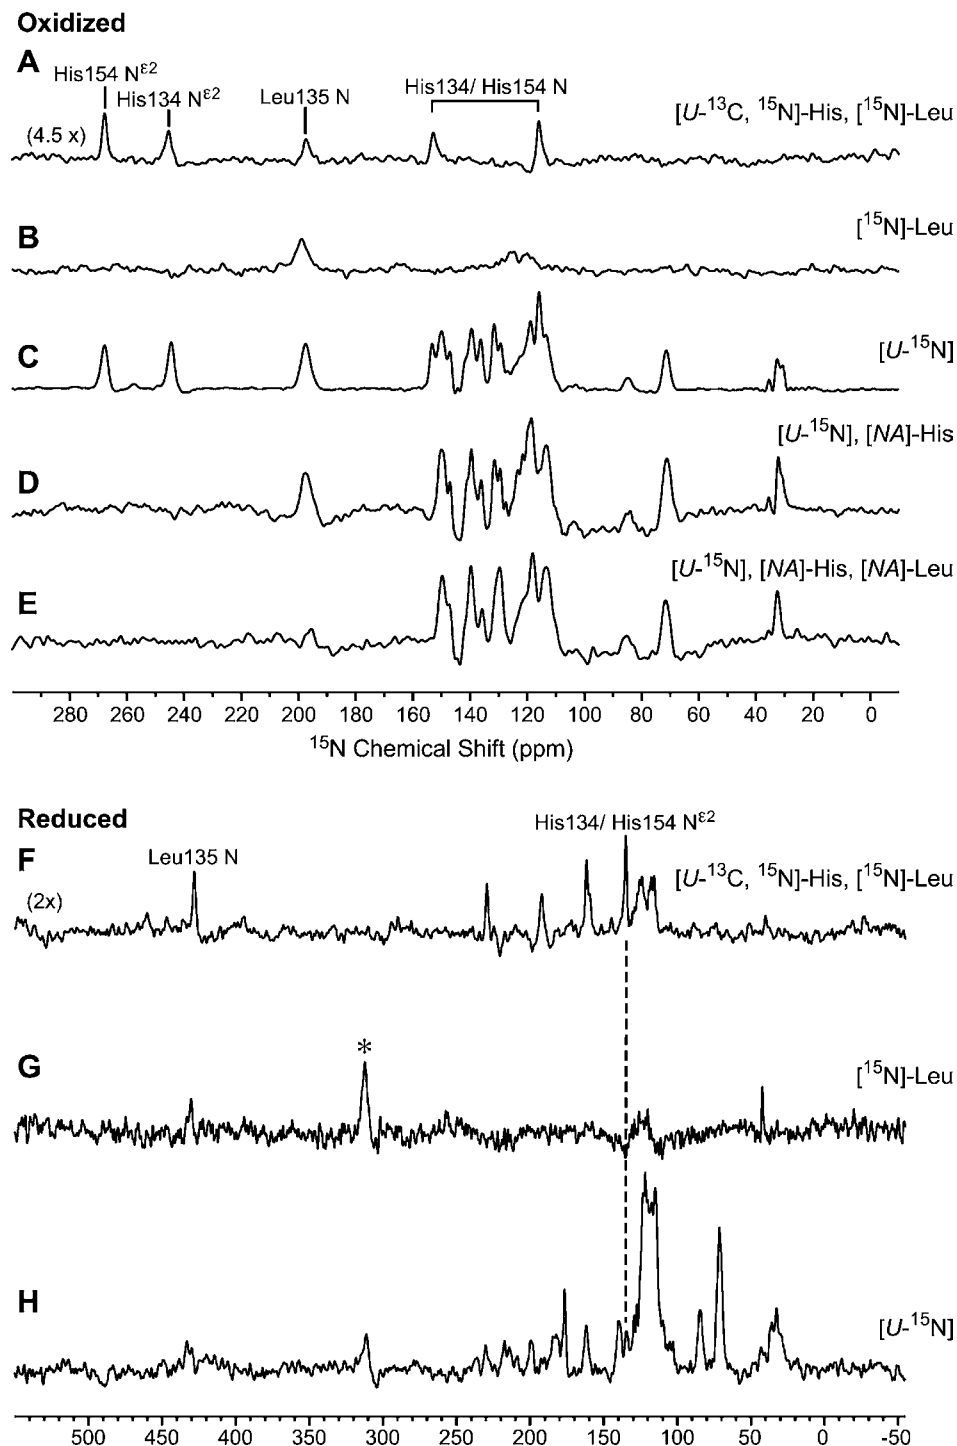 Oxidized
A
His154 Nε2
His134 Nε2
Leu135 N
His134/ His154 N
[U-13C, 15N]-His, [15N]-Leu
(4.5 x)
B
[15N]-Leu
C
[U-15N]
D
[U-15N], [NA]-His
E
[U-15N], [NA]-His, [NA]-Leu
280 260 240 220 200 180 160 140 120 100 80 60 40 20 0
15N Chemical Shift (ppm)
Reduced
F
Leu135 N
His134/ His154 Nε2
[U-13C, 15N]-His, [15N]-Leu
(2x)
G
*
[15N]-Leu
H
[U-15N]
500 450 400 350 300 250 200 150 100 50 0 -50